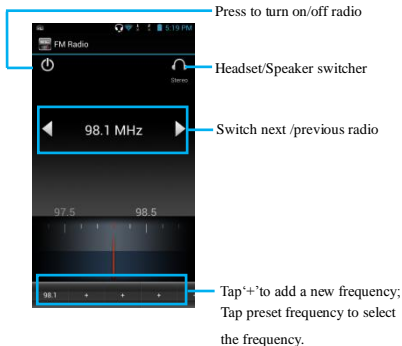 Press to turn on/off radio
5:19 PM
FM Radio
Headset/Speaker switcher
Stereo
98.1 MHz
Switch next /previous radio
97.5 98.5
98.1 + + +
Tap‘+’to add a new frequency;
Tap preset frequency to select
the frequency.